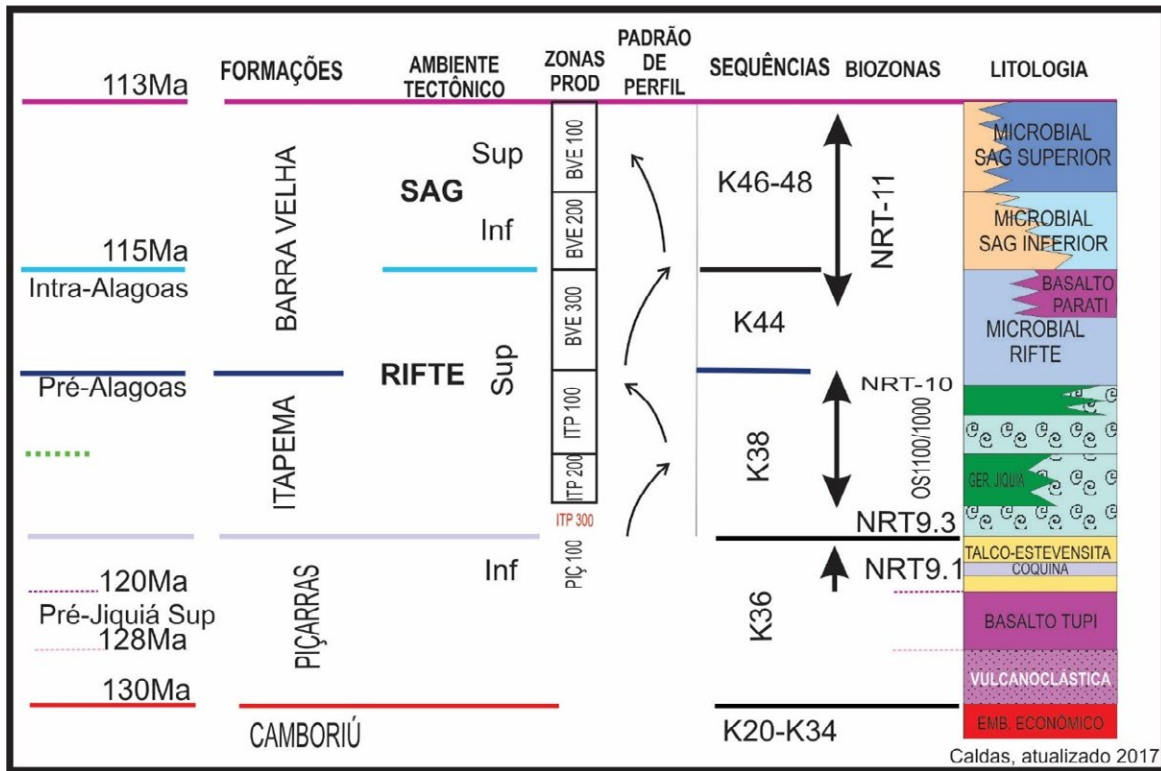 FORMAÇÕES
AMBIENTE
TECTÔNICO
ZONAS
PROD
PADRÃO
DE
PERFIL
SEQUÊNCIAS
BIOZONAS
LITOLOGIA
113Ma
115Ma
Intra-Alagoas
Pré-Alagoas
120Ma
Pré-Jiquiá Sup
128Ma
130Ma
BARRA VELHA
ITAPEMA
PIÇARRAS
CAMBORIÚ
SAG
Sup
Inf
RIFTE
Sup
Inf
BVE 100
BVE 200
BVE 300
ITP 100
ITP 200
ITP 300
PIÇ 100
K46-48
K44
K38
K36
K20-K34
NRT-11
NRT-10
OS1100/1000
NRT9.3
NRT9.1
MICROBIAL
SAG SUPERIOR
MICROBIAL
SAG INFERIOR
BASALTO
PARATI
MICROBIAL
RIFTE
GER. JIQUIA
TALCO-ESTEVENSITA
COQUINA
BASALTO TUPI
VULCANOCLÁSTICA
EMB. ECONÔMICO
Caldas, atualizado 2017